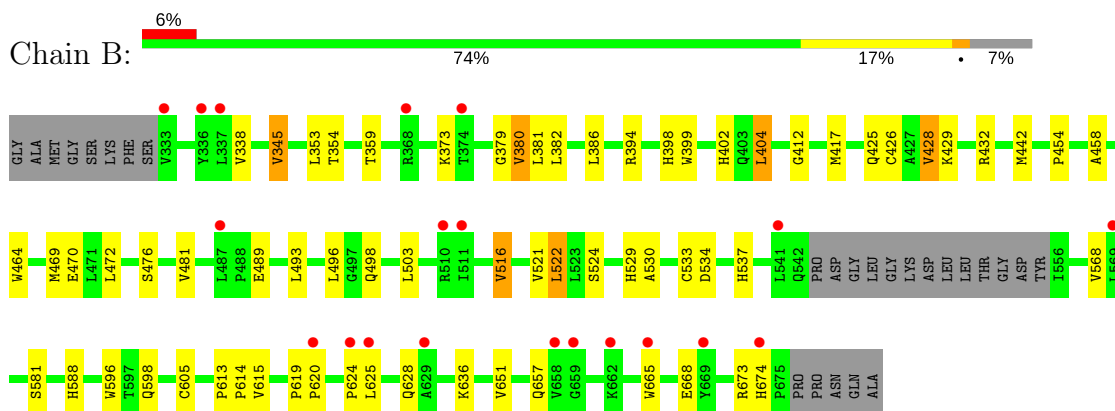 6%
Chain B:
74% 17% • 7%
GLY ALA MET GLY SER LYS PHE SER V333 Y336 L337 V338 V345 L353 T354 T359 R368 K373 T374 G379 V380 L381 L382 L386 R394 H398 W399 H402 Q403 L404 G412 M417 Q425 C426 A427 V428 K429 R432 M442 P454 A458
W464 M469 E470 L471 L472 S476 V481 L487 P488 E489 L493 L496 G497 Q498 L503 R510 I511 V516 V521 L522 L523 S524 H529 A530 C533 D534 H537 L541 Q542 PRO ASP GLY LEU GLY LYS ASP LEU LEU THR GLY ASP TYR I556 V568 L569
S581 H588 W596 T597 Q598 C605 P613 P614 V615 P619 P620 P624 L625 Q628 A629 K636 V651 Q657 V658 G659 K662 W665 E668 Y669 R673 H674 P675 PRO PRO ASN GLN ALA